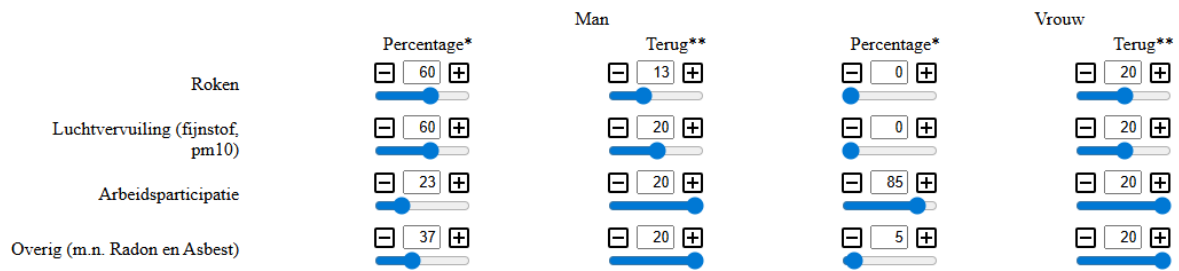 Man Vrouw
Percentage* Terug** Percentage* Terug**
Roken 60 13 0 20
Luchtvervuiling (fijnstof, 60 20 0 20
pm10)
Arbeidsparticipatie 23 20 85 20
Overig (m.n. Radon en Asbest) 37 20 5 20